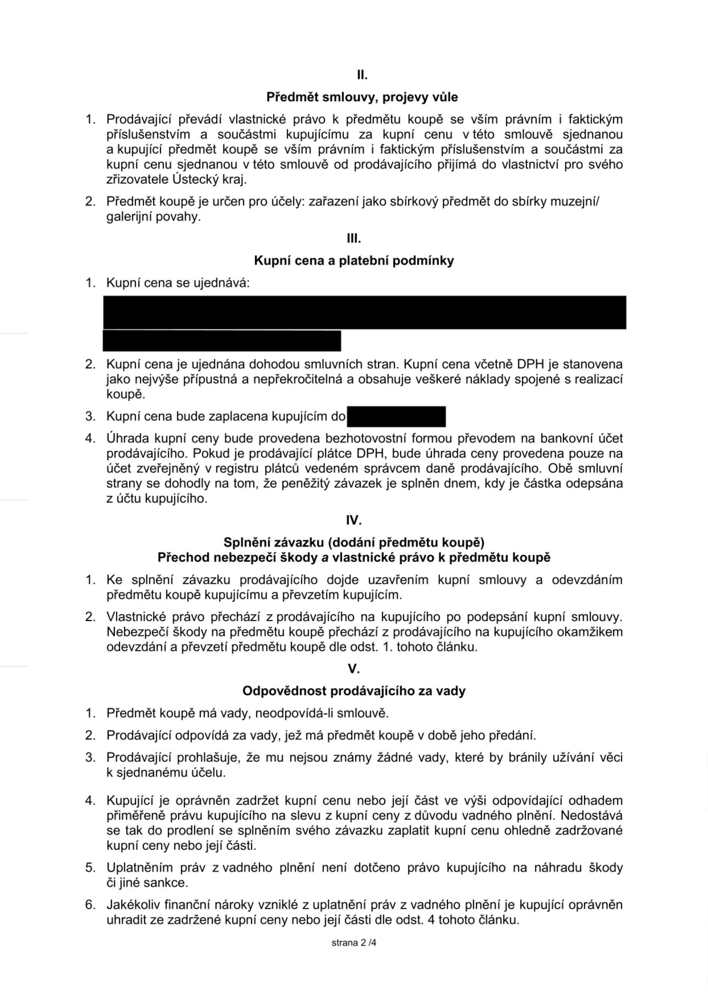 II.
Předmět smlouvy, projevy vůle
1. Prodávající převádí vlastnické právo k předmětu koupě se vším právním i faktickým
příslušenstvím a součástmi kupujícímu za kupní cenu v této smlouvě sjednanou
a kupující předmět koupě se vším právním i faktickým příslušenstvím a součástmi za
kupní cenu sjednanou v této smlouvě od prodávajícího přijímá do vlastnictví pro svého
zřizovatele Ústecký kraj.
2. Předmět koupě je určen pro účely: zařazení jako sbírkový předmět do sbírky muzejní/
galerijní povahy.
III.
Kupní cena a platební podmínky
1. Kupní cena se ujednává:
2. Kupní cena je ujednána dohodou smluvních stran. Kupní cena včetně DPH je stanovena
jako nejvýše přípustná a nepřekročitelná a obsahuje veškeré náklady spojené s realizací
koupě.
3. Kupní cena bude zaplacena kupujícím do
4. Úhrada kupní ceny bude provedena bezhotovostní formou převodem na bankovní účet
prodávajícího. Pokud je prodávající plátce DPH, bude úhrada ceny provedena pouze na
účet zveřejněný v registru plátců vedeném správcem daně prodávajícího. Obě smluvní
strany se dohodly na tom, že peněžitý závazek je splněn dnem, kdy je částka odepsána
z účtu kupujícího.
IV.
Splnění závazku (dodání předmětu koupě)
Přechod nebezpečí škody a vlastnické právo k předmětu koupě
1. Ke splnění závazku prodávajícího dojde uzavřením kupní smlouvy a odevzdáním
předmětu koupě kupujícímu a převzetím kupujícím.
2. Vlastnické právo přechází z prodávajícího na kupujícího po podepsání kupní smlouvy.
Nebezpečí škody na předmětu koupě přechází z prodávajícího na kupujícího okamžikem
odevzdání a převzetí předmětu koupě dle odst. 1. tohoto článku.
V.
Odpovědnost prodávajícího za vady
1. Předmět koupě má vady, neodpovídá-li smlouvě.
2. Prodávající odpovídá za vady, jež má předmět koupě v době jeho předání.
3. Prodávající prohlašuje, že mu nejsou známy žádné vady, které by bránily užívání věci
k sjednanému účelu.
4. Kupující je oprávněn zadržet kupní cenu nebo její část ve výši odpovídající odhadem
přiměřeně právu kupujícího na slevu z kupní ceny z důvodu vadného plnění. Nedostává
se tak do prodlení se splněním svého závazku zaplatit kupní cenu ohledně zadržované
kupní ceny nebo její části.
5. Uplatněním práv z vadného plnění není dotčeno právo kupujícího na náhradu škody
či jiné sankce.
6. Jakékoliv finanční nároky vzniklé z uplatnění práv z vadného plnění je kupující oprávněn
uhradit ze zadržené kupní ceny nebo její části dle odst. 4 tohoto článku.
strana 2 /4